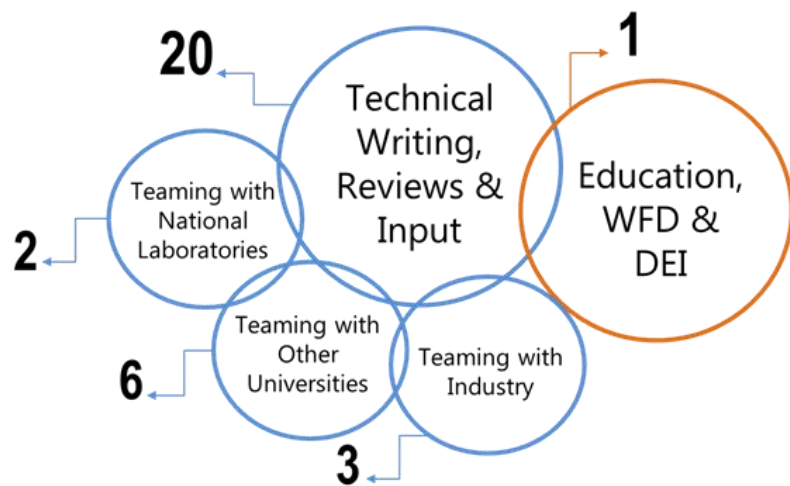 20
1
Technical
Writing,
Reviews &
Input
Education,
WFD &
DEI
Teaming with
National
Laboratories
2
Teaming with
Other
Universities
6
Teaming with
Industry
3